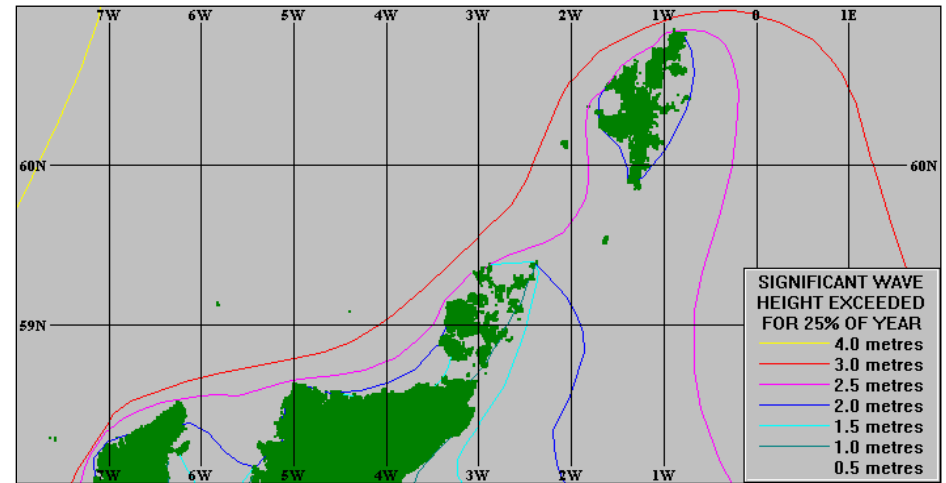 7W 6W 5W 4W 3W 2W 1W 0 1E
60N 60N
59N
SIGNIFICANT WAVE
HEIGHT EXCEEDED
FOR 25% OF YEAR
4.0 metres
3.0 metres
2.5 metres
2.0 metres
1.5 metres
1.0 metres
0.5 metres
7W 6W 5W 4W 3W 2W 1W 0 1E